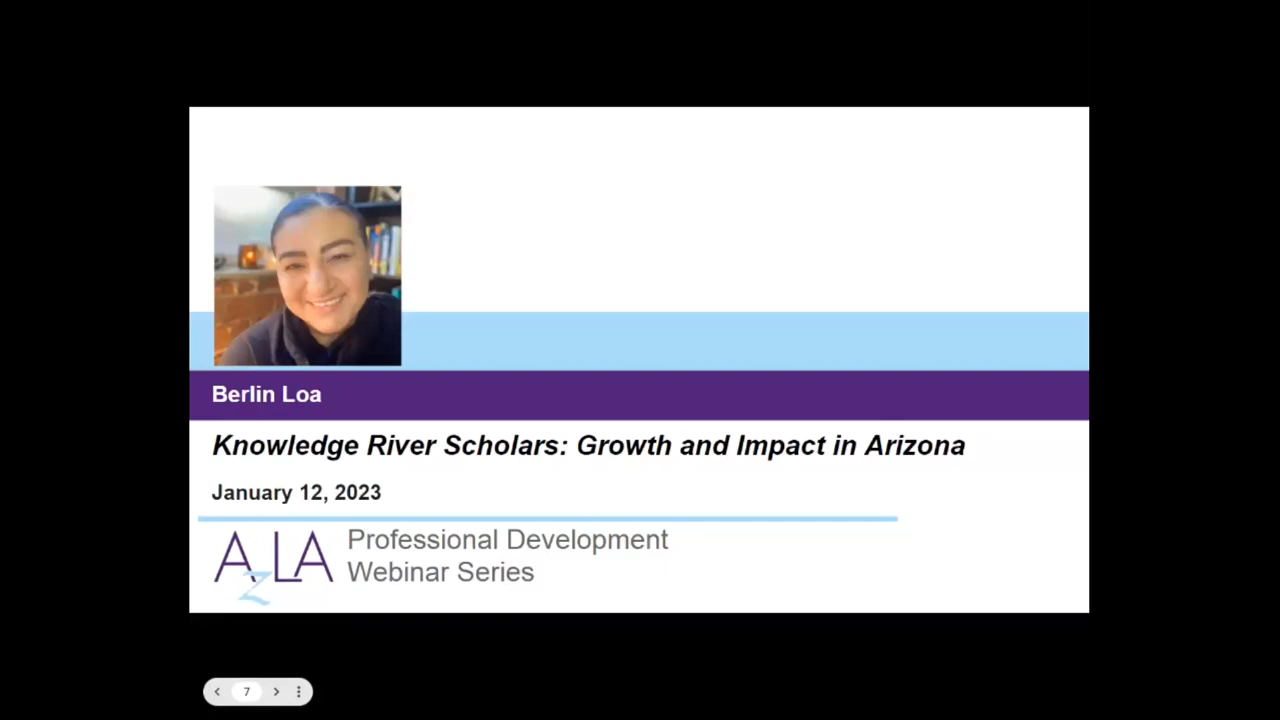 Berlin Loa
Knowledge River Scholars: Growth and Impact in Arizona
January 12, 2023
AzLA
Professional Development
Webinar Series
7